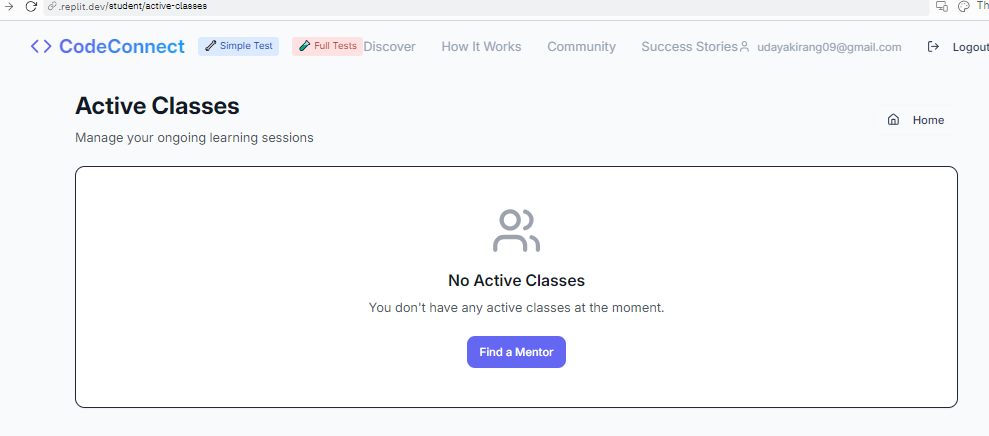 .replit.dev/student/active-classes
Th
CodeConnect Simple Test Full Tests Discover How It Works Community Success Stories udayakirang09@gmail.com Logout
Active Classes
Manage your ongoing learning sessions
Home
No Active Classes
You don't have any active classes at the moment.
Find a Mentor